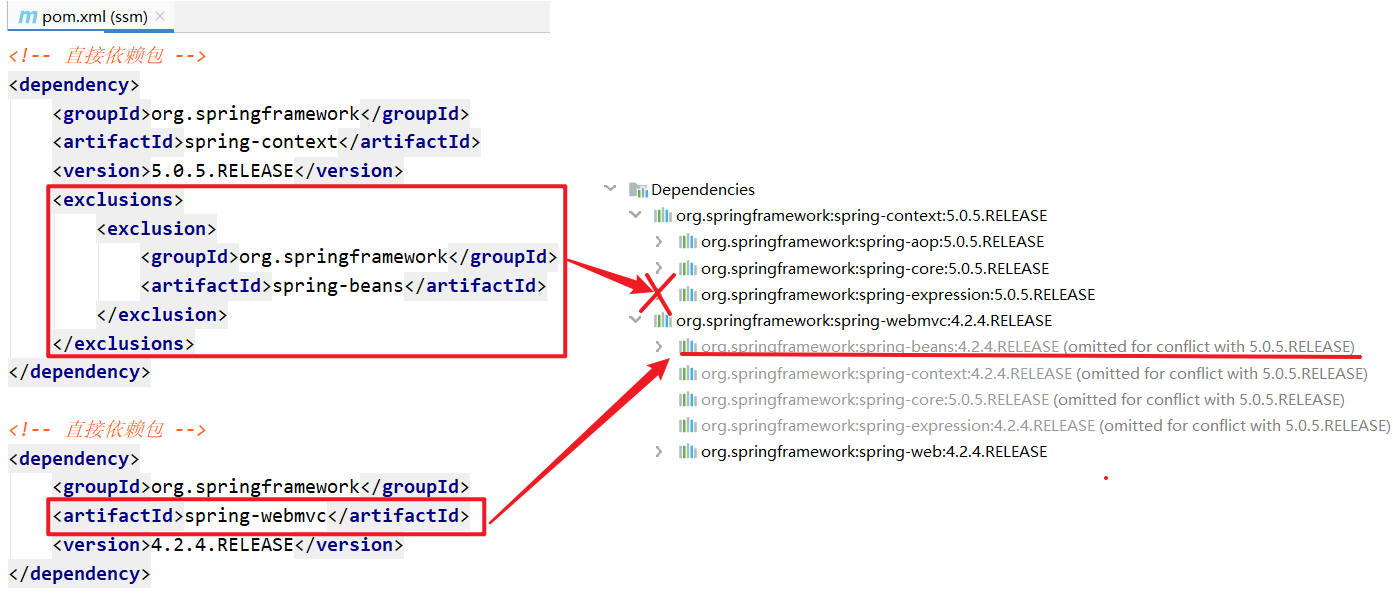 m pom.xml (ssm) ×
<!-- 直接依赖包 -->
<dependency>
<groupId>org.springframework</groupId>
<artifactId>spring-context</artifactId>
<version>5.0.5.RELEASE</version>
<exclusions>
<exclusion>
<groupId>org.springframework</groupId>
<artifactId>spring-beans</artifactId>
</exclusion>
</exclusions>
</dependency>
<!-- 直接依赖包 -->
<dependency>
<groupId>org.springframework</groupId>
<artifactId>spring-webmvc</artifactId>
<version>4.2.4.RELEASE</version>
</dependency>
Dependencies
org.springframework:spring-context:5.0.5.RELEASE
org.springframework:spring-aop:5.0.5.RELEASE
org.springframework:spring-core:5.0.5.RELEASE
org.springframework:spring-expression:5.0.5.RELEASE
org.springframework:spring-webmvc:4.2.4.RELEASE
org.springframework:spring-beans:4.2.4.RELEASE (omitted for conflict with 5.0.5.RELEASE)
org.springframework:spring-context:4.2.4.RELEASE (omitted for conflict with 5.0.5.RELEASE)
org.springframework:spring-core:5.0.5.RELEASE (omitted for conflict with 5.0.5.RELEASE)
org.springframework:spring-expression:4.2.4.RELEASE (omitted for conflict with 5.0.5.RELEASE)
org.springframework:spring-web:4.2.4.RELEASE